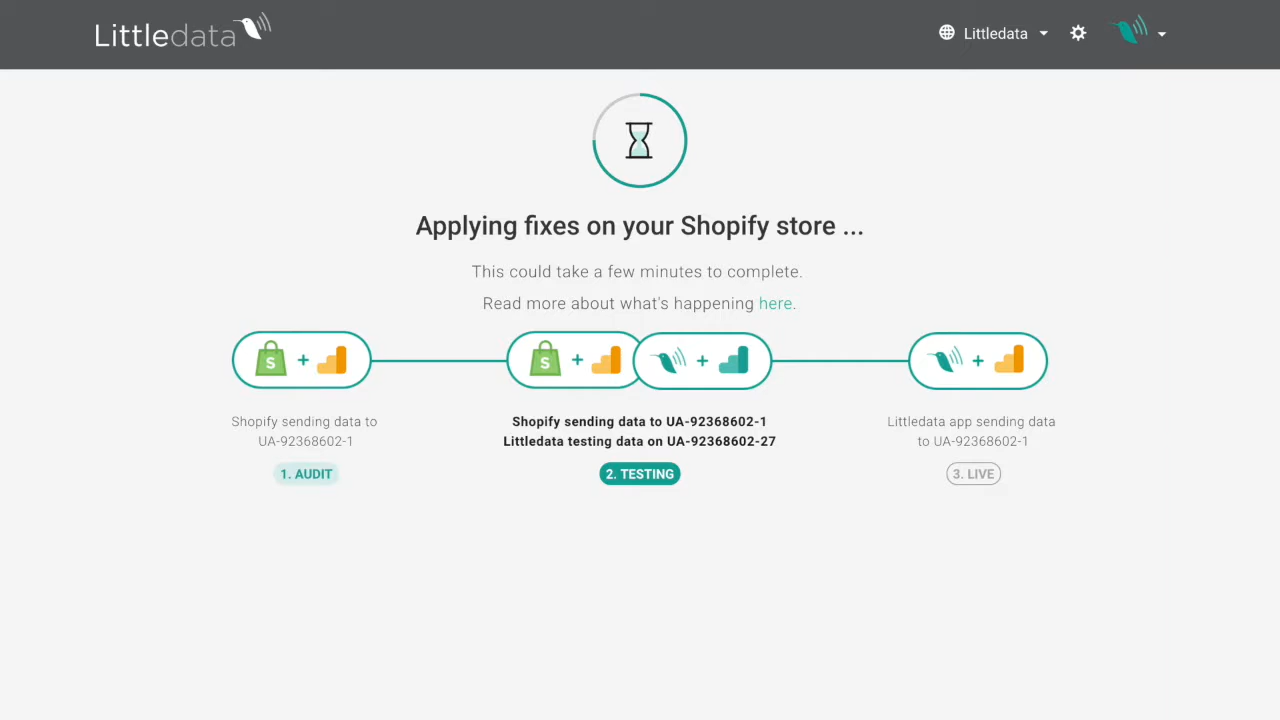 Littledata
Littledata
Applying fixes on your Shopify store ...
This could take a few minutes to complete.
Read more about what's happening here.
S
S
Shopify sending data to
UA-92368602-1
1. AUDIT
Shopify sending data to UA-92368602-1
Littledata testing data on UA-92368602-27
2. TESTING
Littledata app sending data
to UA-92368602-1
3. LIVE